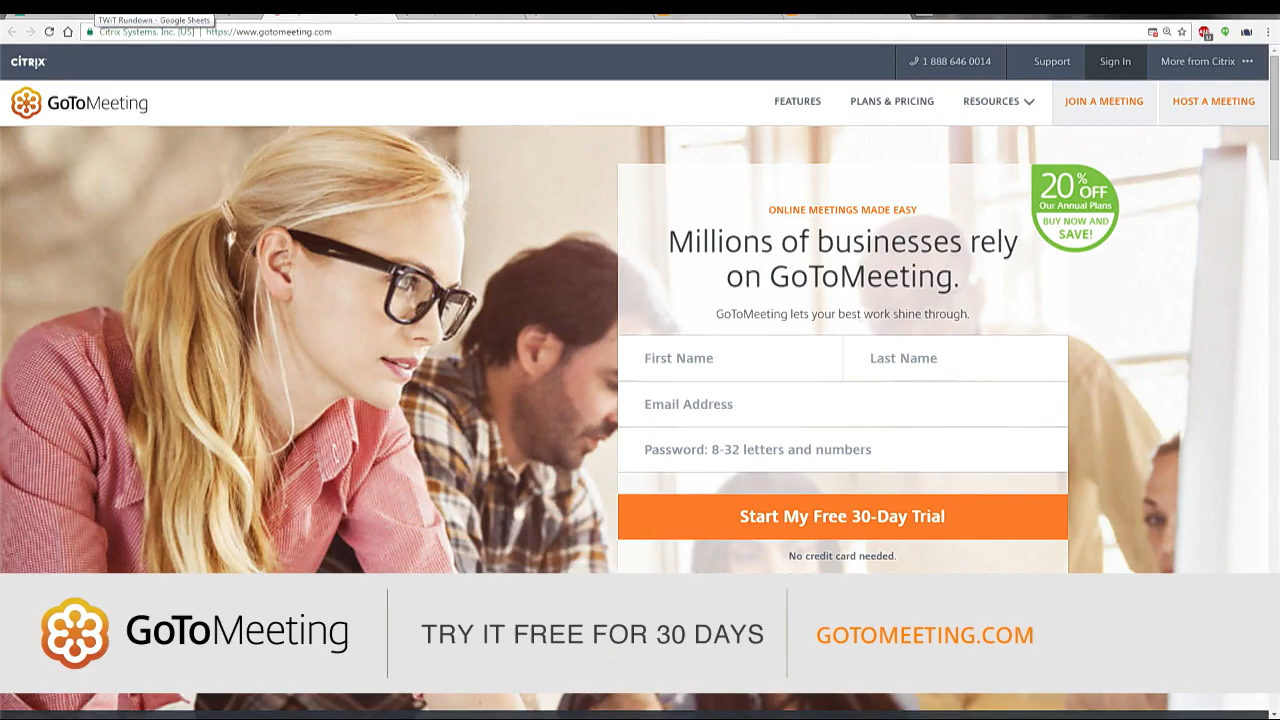 TWiT Rundown - Google Sheets
Citrix Systems, Inc. [US] | https://www.gotomeeting.com
CITRIX
1 888 646 0014
Support
Sign In
More from Citrix
GoToMeeting
FEATURES
PLANS & PRICING
RESOURCES
JOIN A MEETING
HOST A MEETING
20% OFF
Our Annual Plans
BUY NOW AND
SAVE!
ONLINE MEETINGS MADE EASY
Millions of businesses rely
on GoToMeeting.
GoToMeeting lets your best work shine through.
First Name
Last Name
Email Address
Password: 8-32 letters and numbers
Start My Free 30-Day Trial
No credit card needed.
GoToMeeting
TRY IT FREE FOR 30 DAYS
GOTOMEETING.COM